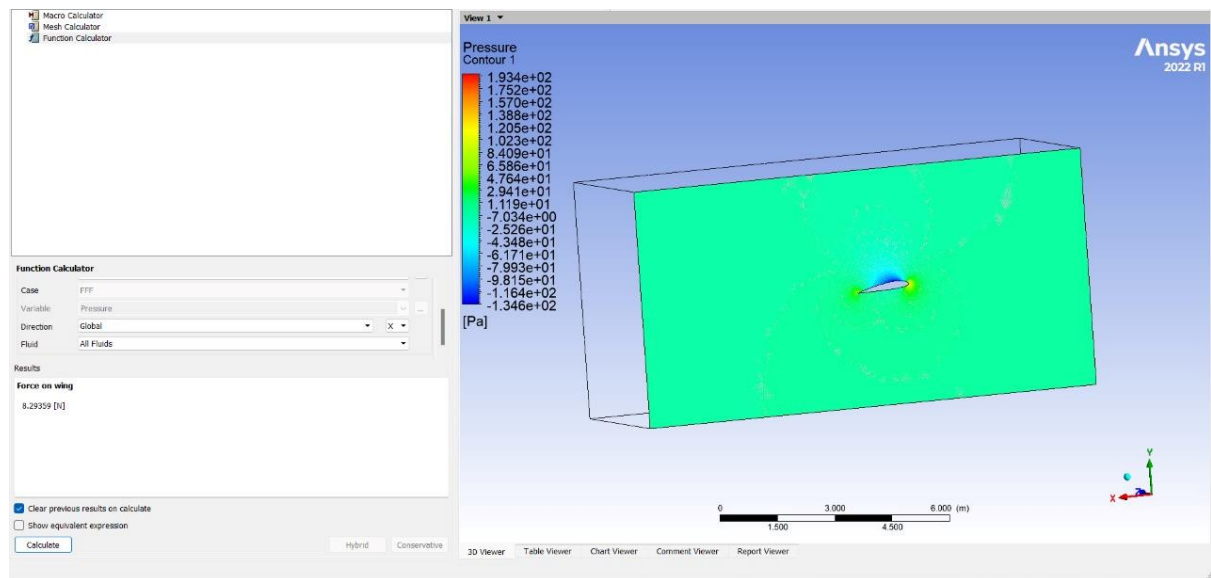 Macro Calculator
Mesh Calculator
Function Calculator
Function Calculator
Case FFF
Variable Pressure ...
Direction Global X
Fluid All Fluids
Results
Force on wing
8.29359 [N]
Clear previous results on calculate
Show equivalent expression
Calculate Hybrid Conservative
View 1
Pressure
Contour 1
1.934e+02
1.752e+02
1.570e+02
1.388e+02
1.205e+02
1.023e+02
8.409e+01
6.586e+01
4.764e+01
2.941e+01
1.119e+01
-7.034e+00
-2.526e+01
-4.348e+01
-6.171e+01
-7.993e+01
-9.815e+01
-1.164e+02
-1.346e+02
[Pa]
Ansys
2022 R1
Y
X
0 3.000 6.000 (m)
1.500 4.500
3D Viewer Table Viewer Chart Viewer Comment Viewer Report Viewer